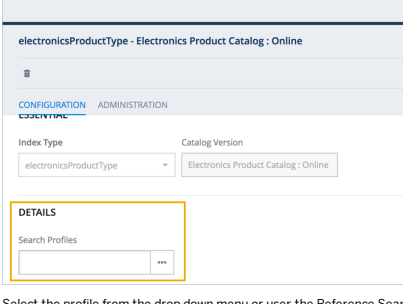 electronicsProductType - Electronics Product Catalog : Online
CONFIGURATION ADMINISTRATION
ESSENTIAL
Index Type Catalog Version
electronicsProductType Electronics Product Catalog : Online
DETAILS
Search Profiles
Select the profile from the drop down menu or user the Reference Sear